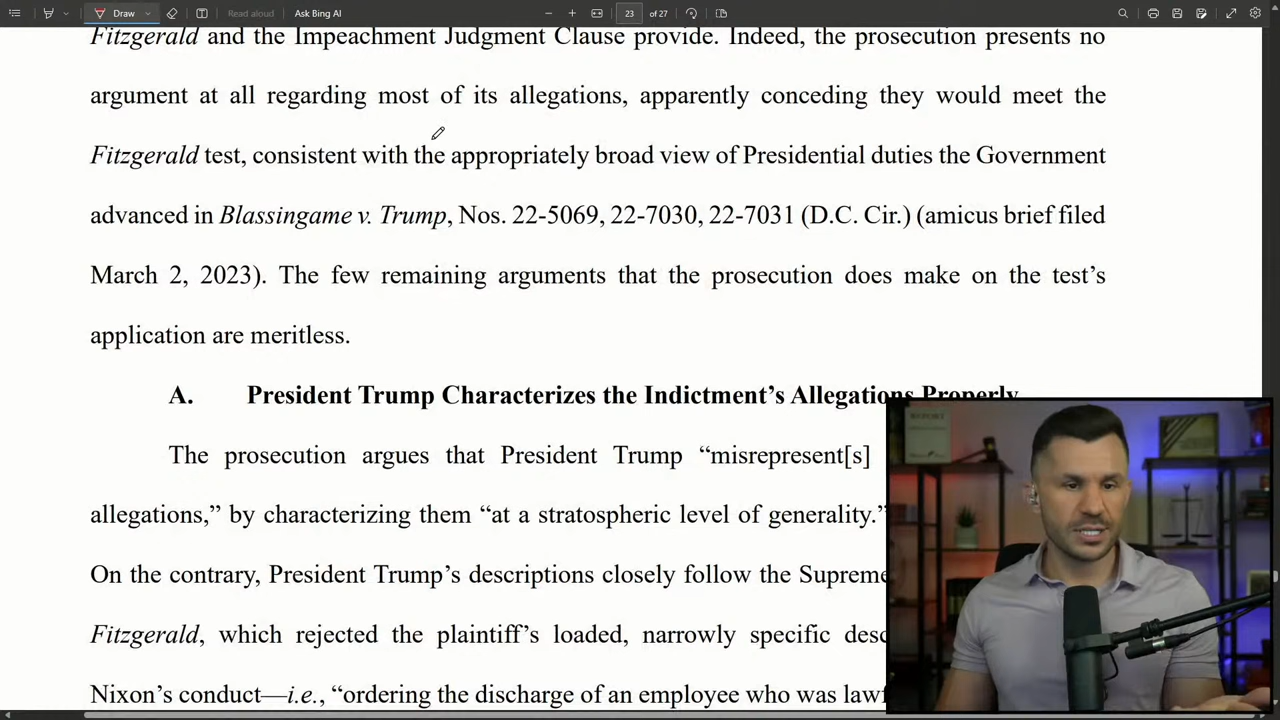 Draw
Read aloud
Ask Bing AI
23 of 27
Fitzgerald and the Impeachment Judgment Clause provide. Indeed, the prosecution presents no
argument at all regarding most of its allegations, apparently conceding they would meet the
Fitzgerald test, consistent with the appropriately broad view of Presidential duties the Government
advanced in Blassingame v. Trump, Nos. 22-5069, 22-7030, 22-7031 (D.C. Cir.) (amicus brief filed
March 2, 2023). The few remaining arguments that the prosecution does make on the test’s
application are meritless.
A. President Trump Characterizes the Indictment’s Allegations Properly
The prosecution argues that President Trump “misrepresent[s]
allegations,” by characterizing them “at a stratospheric level of generality.”
On the contrary, President Trump’s descriptions closely follow the Supreme
Fitzgerald, which rejected the plaintiff’s loaded, narrowly specific desc
Nixon’s conduct—i.e., “ordering the discharge of an employee who was lawf